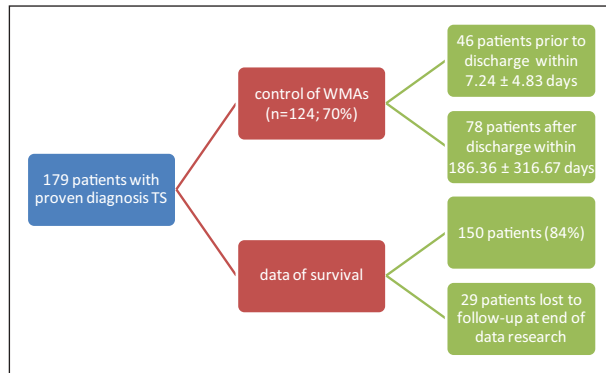 179 patients with
proven diagnosis TS
control of WMAs
(n=124; 70%)
46 patients prior to
discharge within
7.24 ± 4.83 days
78 patients after
discharge within
186.36 ± 316.67 days
data of survival
150 patients (84%)
29 patients lost to
follow-up at end of
data research